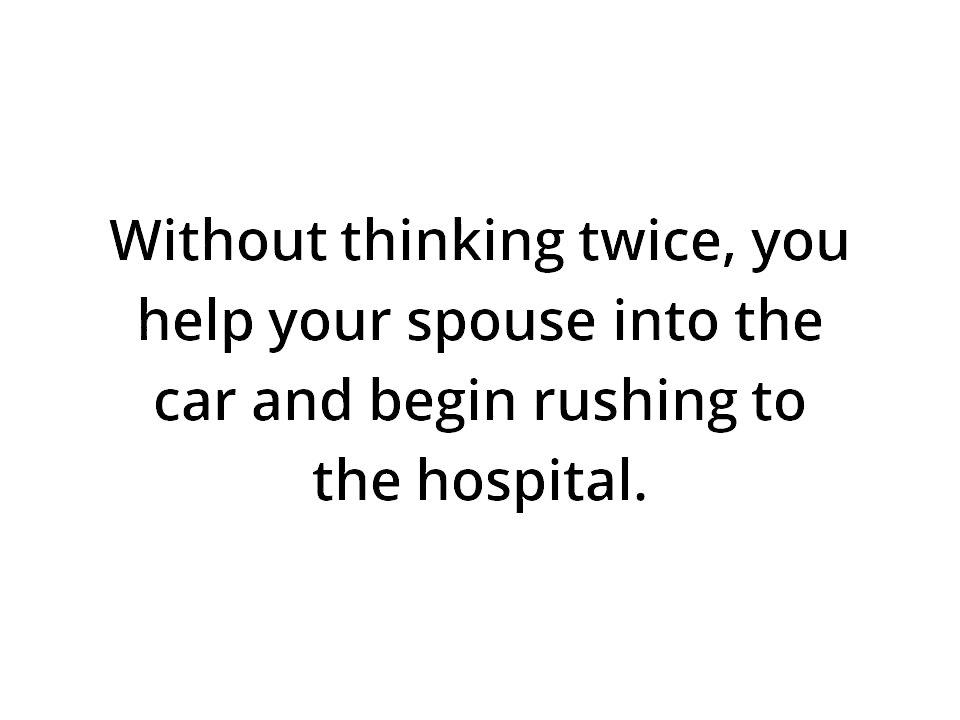 Without thinking twice, you
help your spouse into the
car and begin rushing to
the hospital.